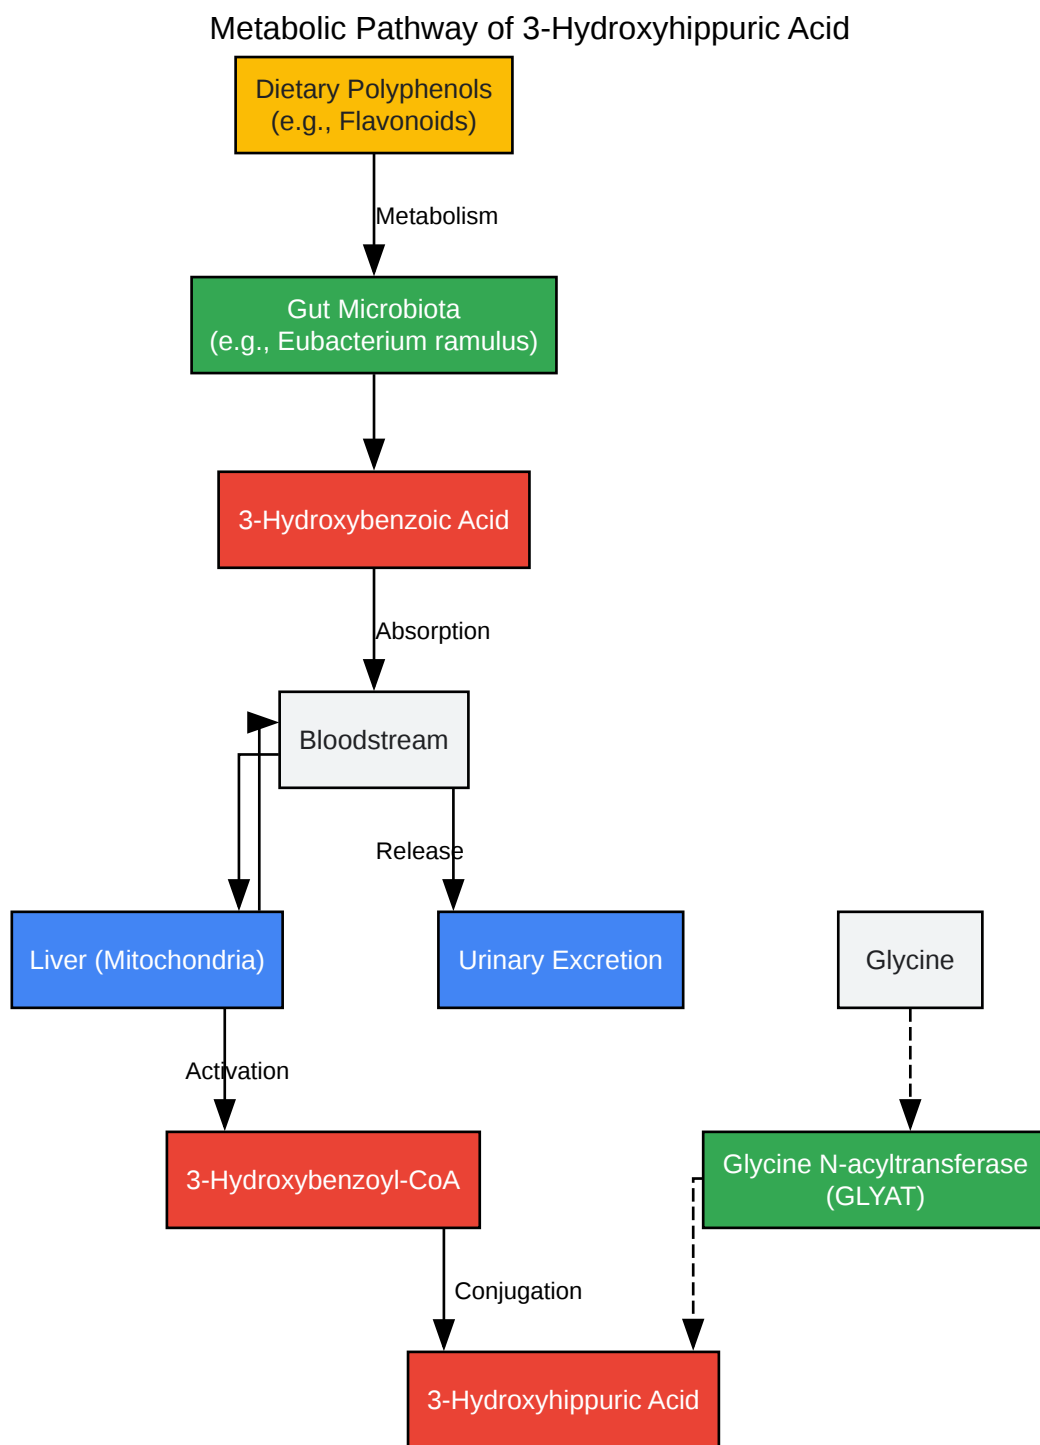 Metabolic Pathway of 3-Hydroxyhippuric Acid
Dietary Polyphenols
(e.g., Flavonoids)
Metabolism
Gut Microbiota
(e.g., Eubacterium ramulus)
3-Hydroxybenzoic Acid
Absorption
Bloodstream
Release
Liver (Mitochondria)
Urinary Excretion
Glycine
Activation
3-Hydroxybenzoyl-CoA
Glycine N-acyltransferase
(GLYAT)
Conjugation
3-Hydroxyhippuric Acid